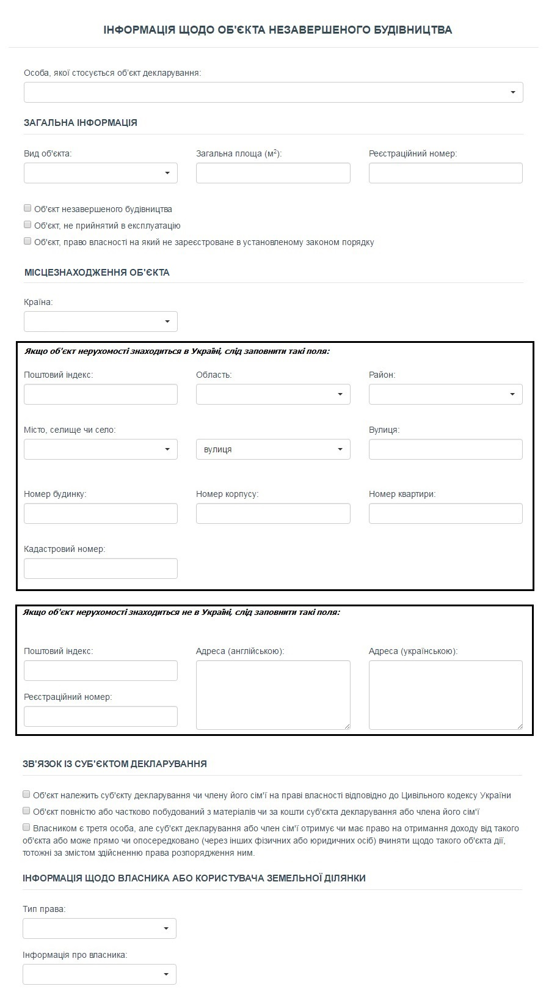 ІНФОРМАЦІЯ ЩОДО ОБ'ЄКТА НЕЗАВЕРШЕНОГО БУДІВНИЦТВА
Особа, якої стосується об'єкт декларування:
ЗАГАЛЬНА ІНФОРМАЦІЯ
Вид об'єкта: Загальна площа (м²): Реєстраційний номер:
Об'єкт незавершеного будівництва
Об'єкт, не прийнятий в експлуатацію
Об'єкт, право власності на який не зареєстроване в установленому законом порядку
МІСЦЕЗНАХОДЖЕННЯ ОБ'ЄКТА
Країна:
Якщо об'єкт нерухомості знаходиться в Україні, слід заповнити такі поля:
Поштовий індекс: Область: Район:
Місто, селище чи село: Вулиця:
вулиця
Номер будинку: Номер корпусу: Номер квартири:
Кадастровий номер:
Якщо об'єкт нерухомості знаходиться не в Україні, слід заповнити такі поля:
Поштовий індекс: Адреса (англійською): Адреса (українською):
Реєстраційний номер:
ЗВ'ЯЗОК ІЗ СУБ'ЄКТОМ ДЕКЛАРУВАННЯ
Об'єкт належить суб'єкту декларування чи члену його сім'ї на праві власності відповідно до Цивільного кодексу України
Об'єкт повністю або частково побудований з матеріалів чи за кошти суб'єкта декларування або члена його сім'ї
Власником є третя особа, але суб'єкт декларування або член сім'ї отримує чи має право на отримання доходу від такого
об'єкта або може прямо чи опосередковано (через інших фізичних або юридичних осіб) вчиняти щодо такого об'єкта дії,
тотожні за змістом здійсненню права розпорядження ним.
ІНФОРМАЦІЯ ЩОДО ВЛАСНИКА АБО КОРИСТУВАЧА ЗЕМЕЛЬНОЇ ДІЛЯНКИ
Тип права:
Інформація про власника: